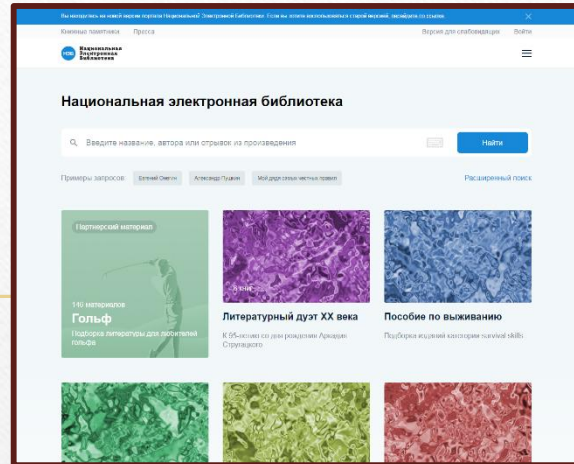 Вы находитесь на новой версии портала Национальной Электронной Библиотеки. Если вы хотите воспользоваться старой версией, перейдите по ссылке.
Книжные памятники Пресса Версия для слабовидящих Войти
НЭБ Национальная
Электронная
Библиотека
Национальная электронная библиотека
Введите название, автора или отрывок из произведения Найти
Примеры запросов: Евгений Онегин Александр Пушкин Мой дядя самых честных правил Расширенный поиск
Партнерский материал
149 материалов
Гольф
Подборка литературы для любителей
гольфа
Литературный дуэт XX века
К 95-летию со дня рождения Аркадия
Стругацкого
Пособие по выживанию
Подборка изданий категории survival skills